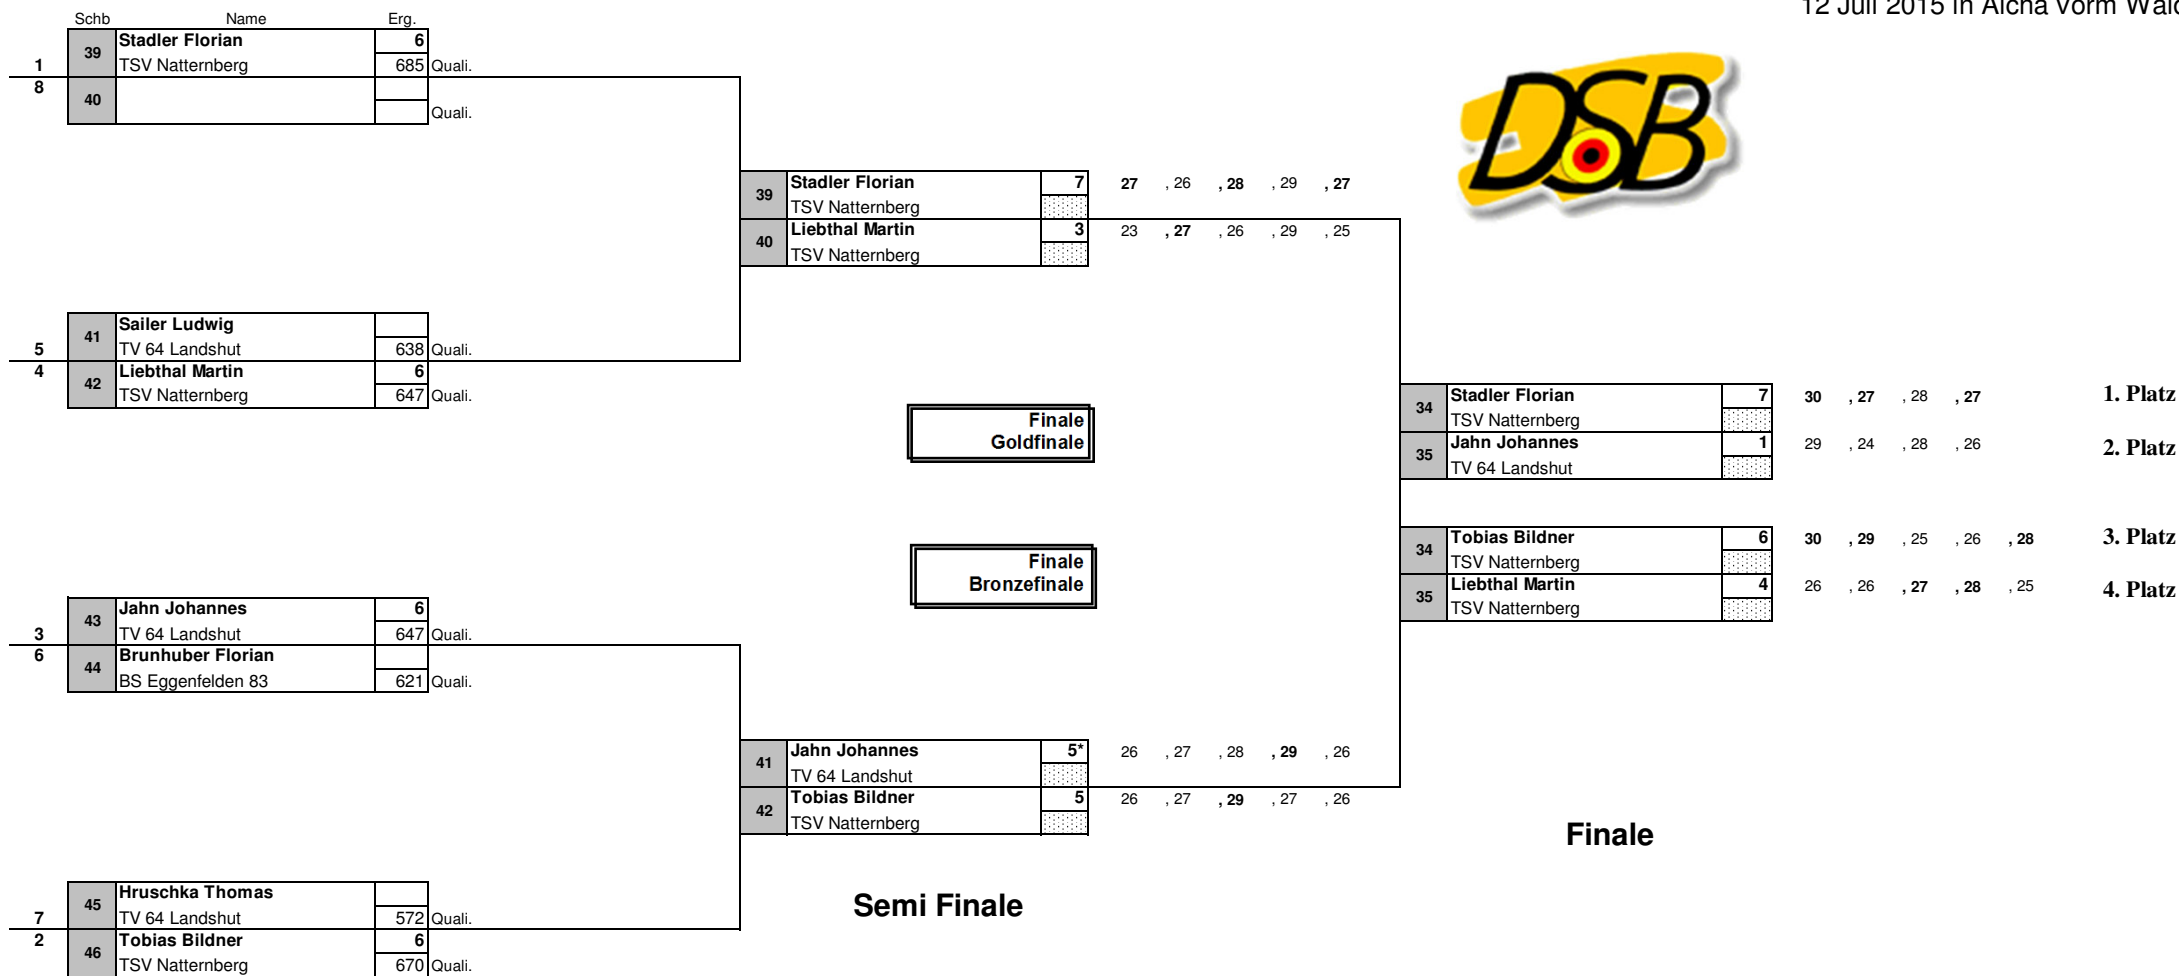 12 Juli 2015 in Aicha vorm
Schb Name Erg.
39 Stadler Florian 6
1 TSV Natternberg 685 Quali.
8 40 Quali.
DSB
39 Stadler Florian 7 27 , 26 , 28 , 29 , 27
TSV Natternberg
40 Liebthal Martin 3 23 , 27 , 26 , 29 , 25
TSV Natternberg
41 Sailer Ludwig
5 TV 64 Landshut 638 Quali.
4 42 Liebthal Martin 6
TSV Natternberg 647 Quali.
Finale
Goldfinale
34 Stadler Florian 7 30 , 27 , 28 , 27 1. Platz
TSV Natternberg
35 Jahn Johannes 1 29 , 24 , 28 , 26 2. Platz
TV 64 Landshut
Finale
Bronzefinale
34 Tobias Bildner 6 30 , 29 , 25 , 26 , 28 3. Platz
TSV Natternberg
35 Liebthal Martin 4 26 , 26 , 27 , 28 , 25 4. Platz
TSV Natternberg
43 Jahn Johannes 6
3 TV 64 Landshut 647 Quali.
6 44 Brunhuber Florian
BS Eggenfelden 83 621 Quali.
41 Jahn Johannes 5* 26 , 27 , 28 , 29 , 26
TV 64 Landshut
42 Tobias Bildner 5 26 , 27 , 29 , 27 , 26
TSV Natternberg
Finale
Semi Finale
45 Hruschka Thomas
7 TV 64 Landshut 572 Quali.
2 46 Tobias Bildner 6
TSV Natternberg 670 Quali.